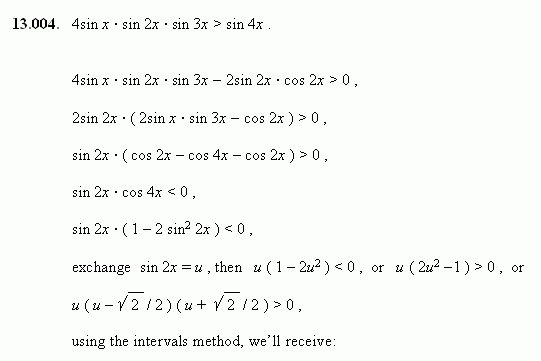 13.004. 4sin x · sin 2x · sin 3x > sin 4x .
4sin x · sin 2x · sin 3x – 2sin 2x · cos 2x > 0 ,
2sin 2x · ( 2sin x · sin 3x – cos 2x ) > 0 ,
sin 2x · ( cos 2x – cos 4x – cos 2x ) > 0 ,
sin 2x · cos 4x < 0 ,
sin 2x · ( 1 – 2 sin² 2x ) < 0 ,
exchange sin 2x = u , then u ( 1 – 2u² ) < 0 , or u ( 2u² –1 ) > 0 , or
u ( u – √2 / 2 ) ( u + √2 / 2 ) > 0 ,
using the intervals method, we’ll receive: